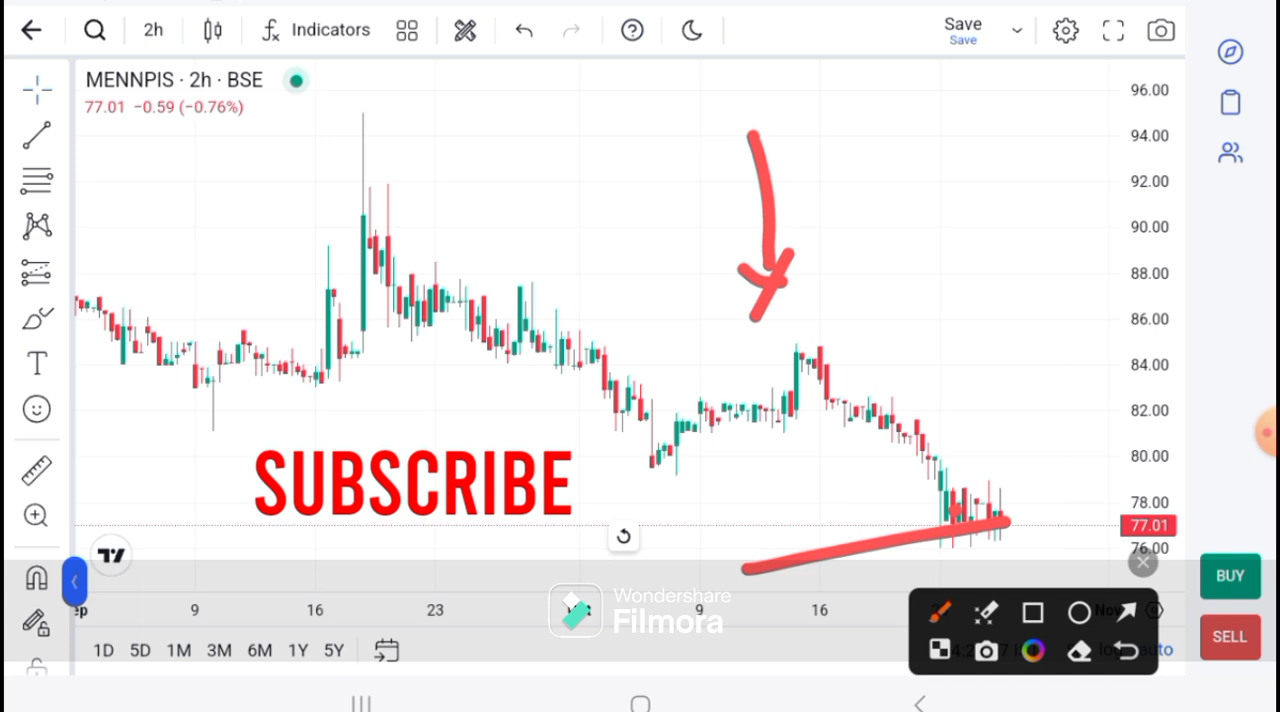 Indicators
Save
Save
2h
MENNPIS · 2h · BSE
77.01 −0.59 (−0.76%)
96.00
94.00
92.00
90.00
88.00
86.00
84.00
82.00
80.00
78.00
77.01
76.00
SUBSCRIBE
BUY
SELL
Wondershare
Filmora
9
16
23
9
16
1D 5D 1M 3M 6M 1Y 5Y
auto